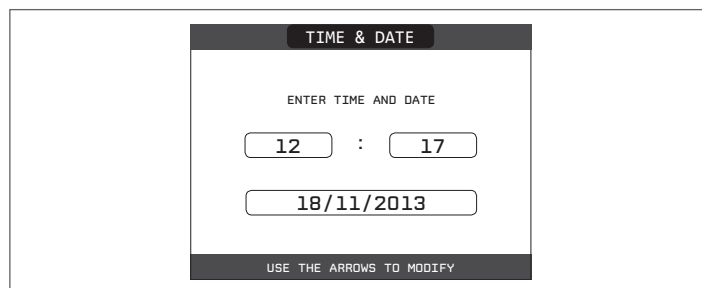 TIME & DATE
ENTER TIME AND DATE
12 : 17
18/11/2013
USE THE ARROWS TO MODIFY